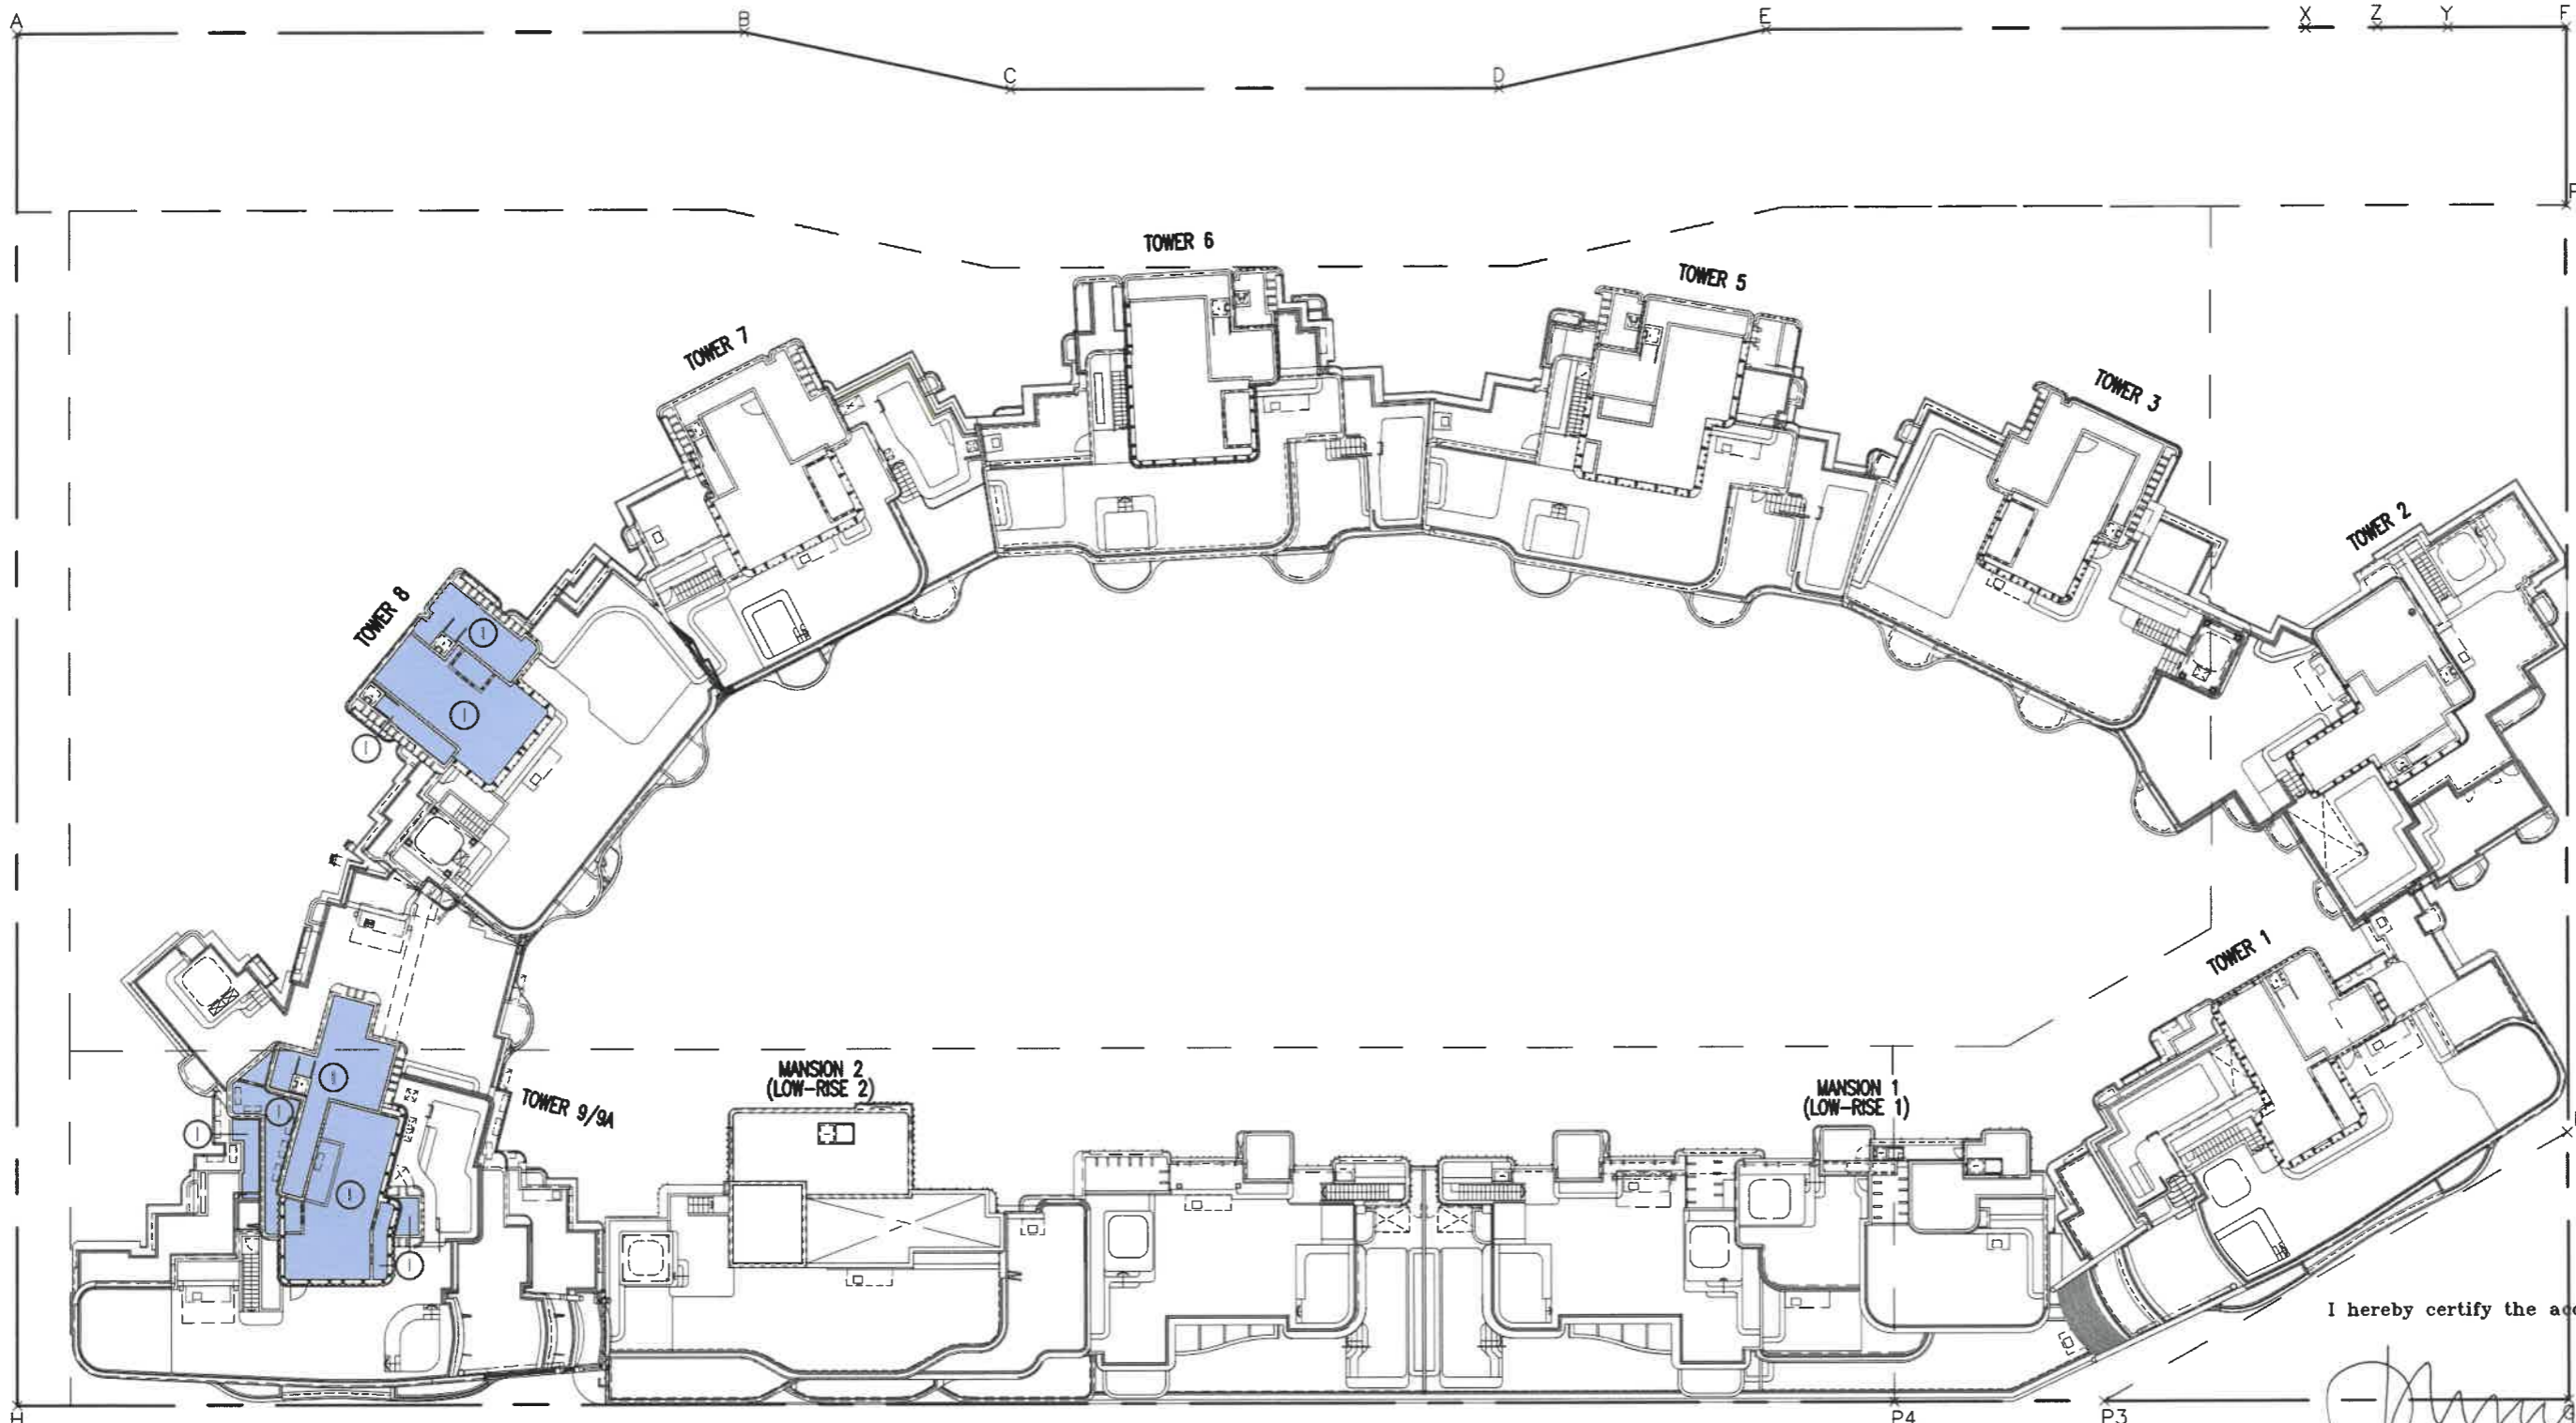 A
B
C
D
E
X
Z
Y
F
TOWER 6
TOWER 5
TOWER 7
TOWER 3
TOWER 2
TOWER 8
TOWER 1
MANSION 2
(LOW-RISE 2)
MANSION 1
(LOW-RISE 1)
TOWER 9/9A
I hereby certify the
H
P4
P3